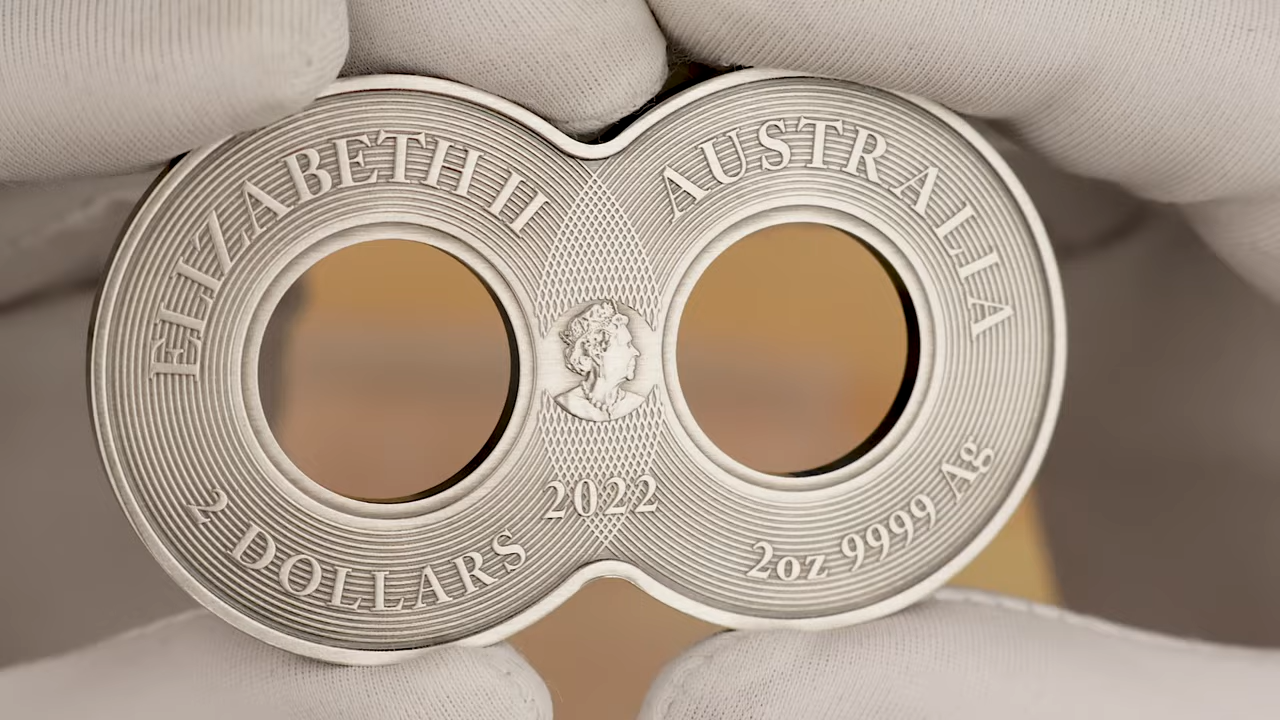 ELIZABETH II
AUSTRALIA
2 DOLLARS
2022
2oz 9999 Ag